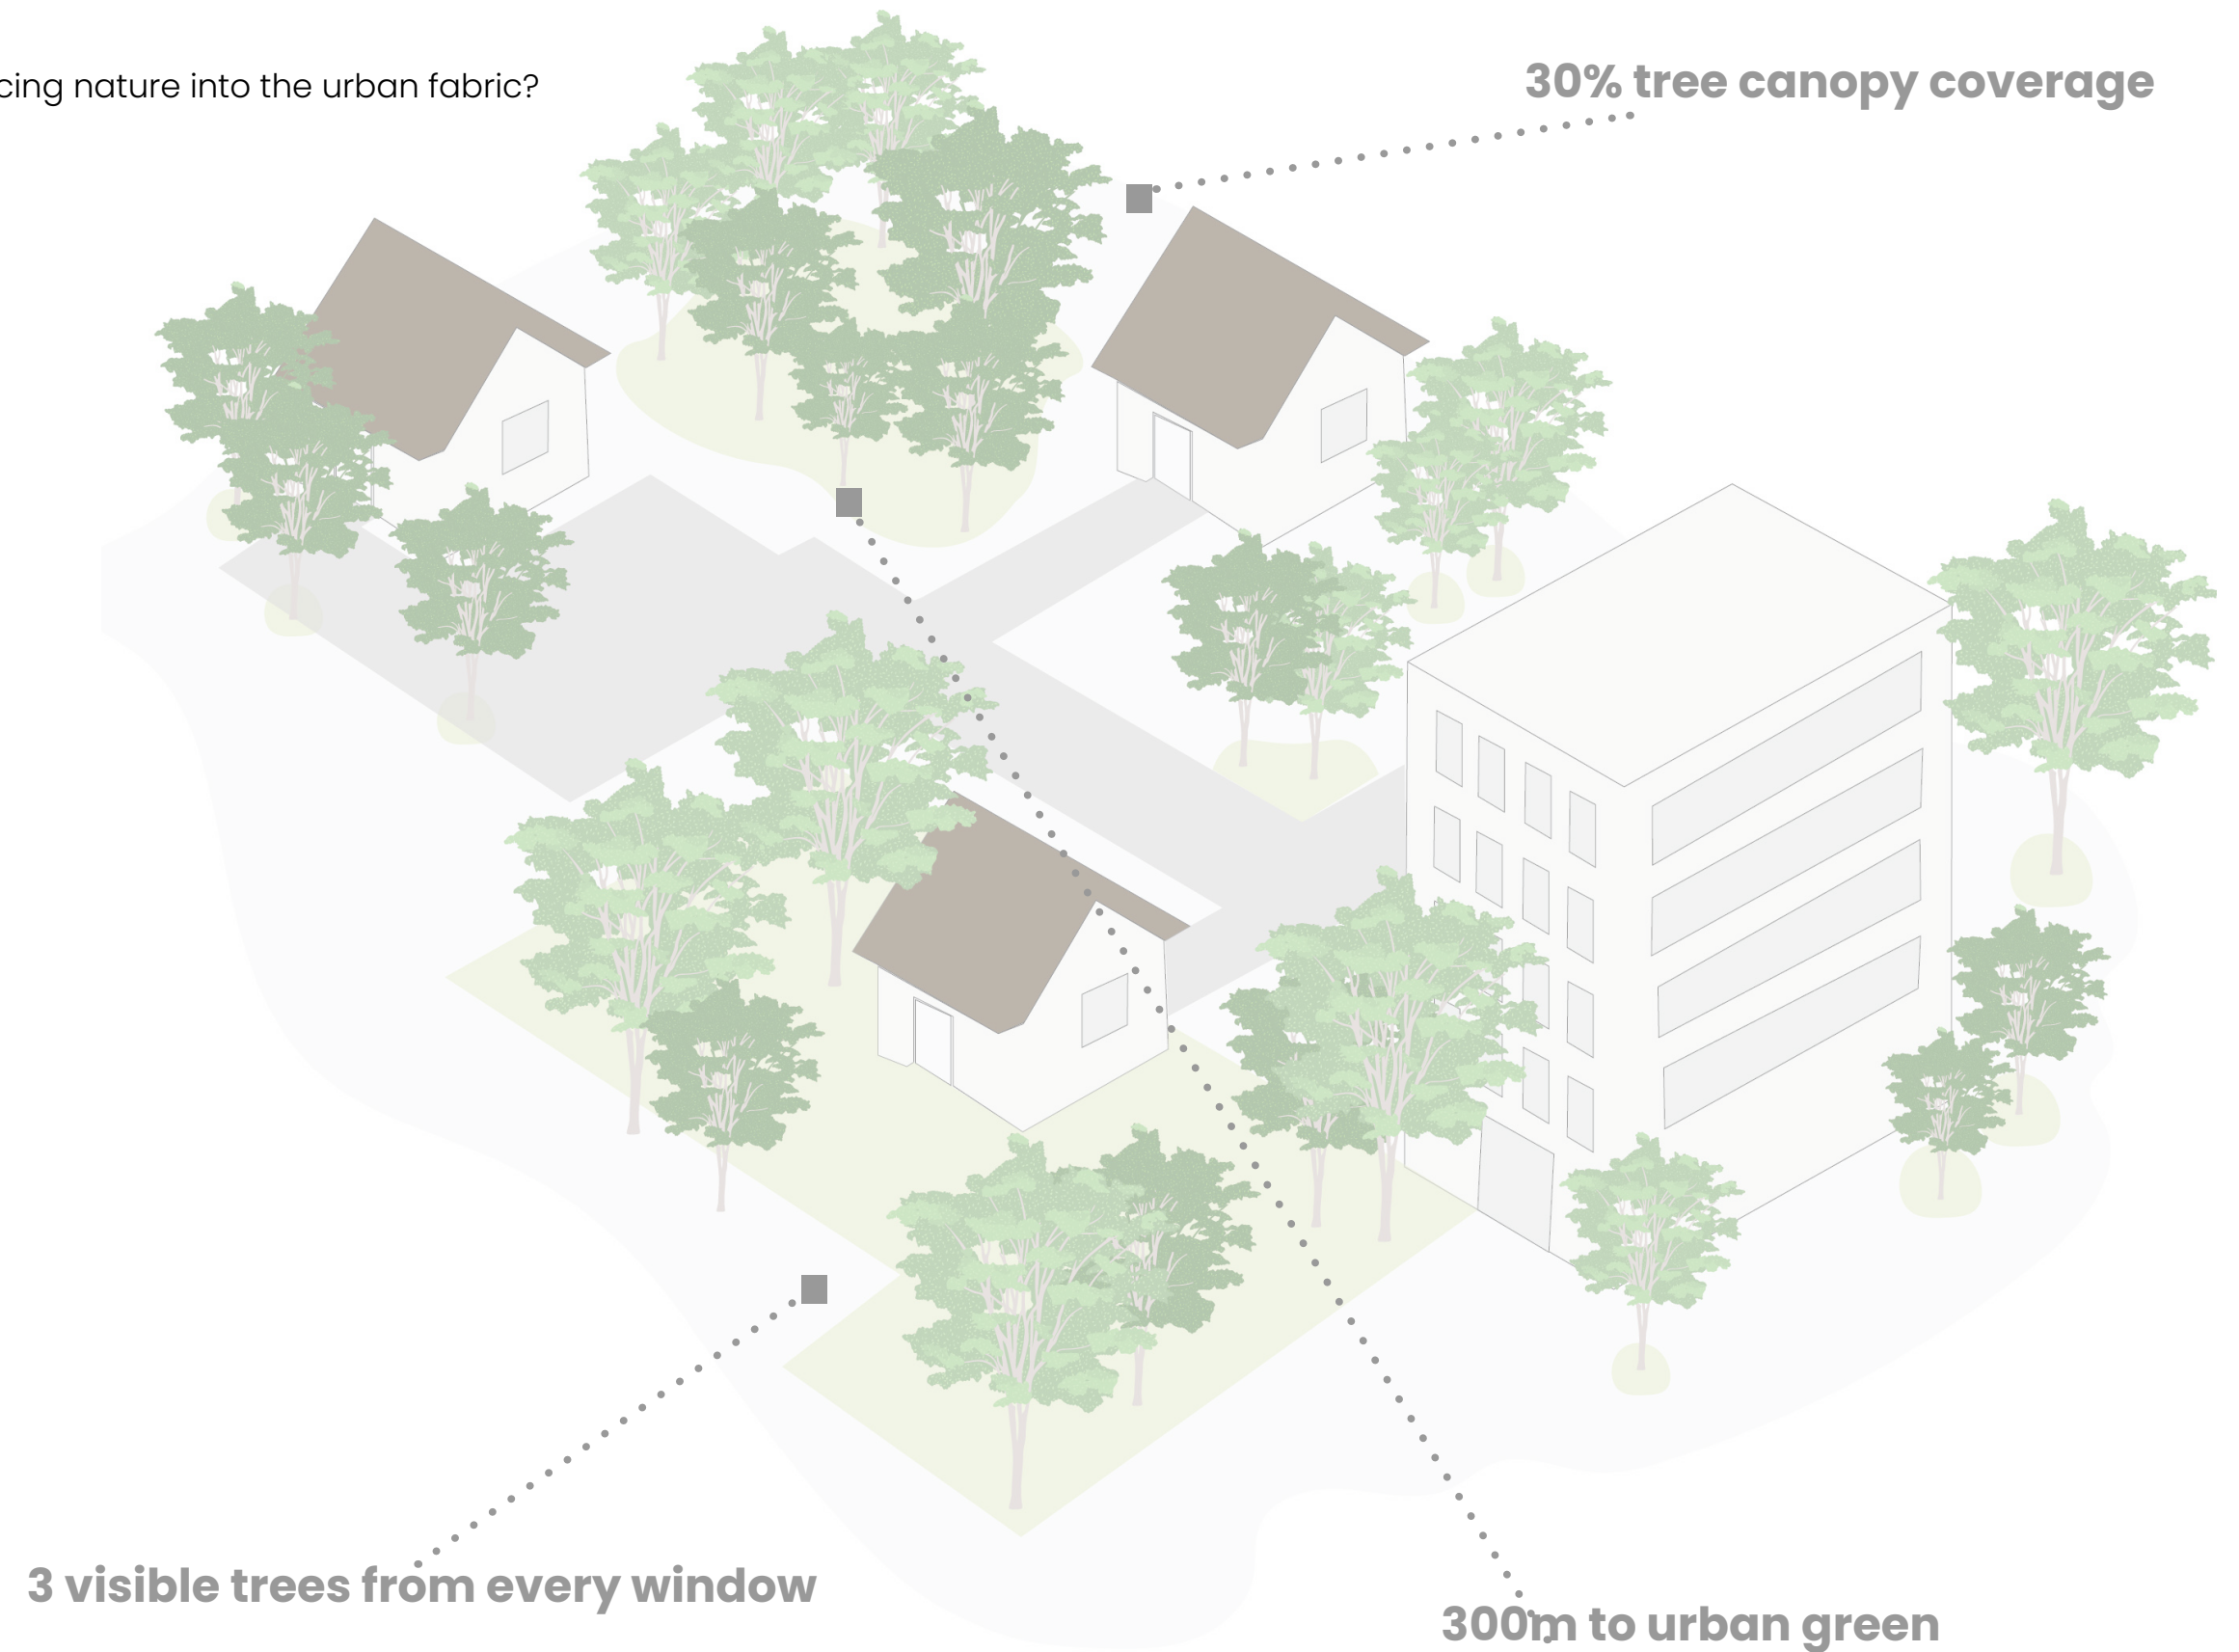 cing nature into the urban fabric?
30% tree canopy coverage
3 visible trees from every window
300m to urban green